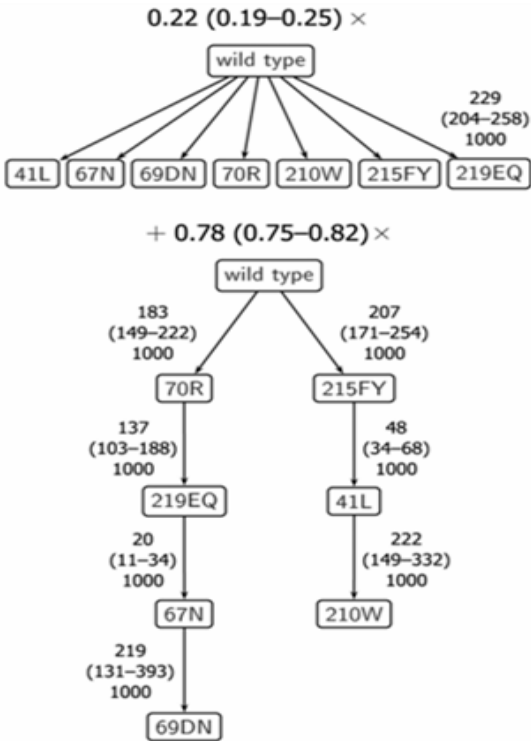 0.22 (0.19–0.25) ×
wild type
229
(204–258)
1000
41L 67N 69DN 70R 210W 215FY 219EQ
+ 0.78 (0.75–0.82) ×
wild type
183
(149–222)
1000
207
(171–254)
1000
70R
215FY
137
(103–188)
1000
48
(34–68)
1000
219EQ
41L
20
(11–34)
1000
222
(149–332)
1000
67N
210W
219
(131–393)
1000
69DN